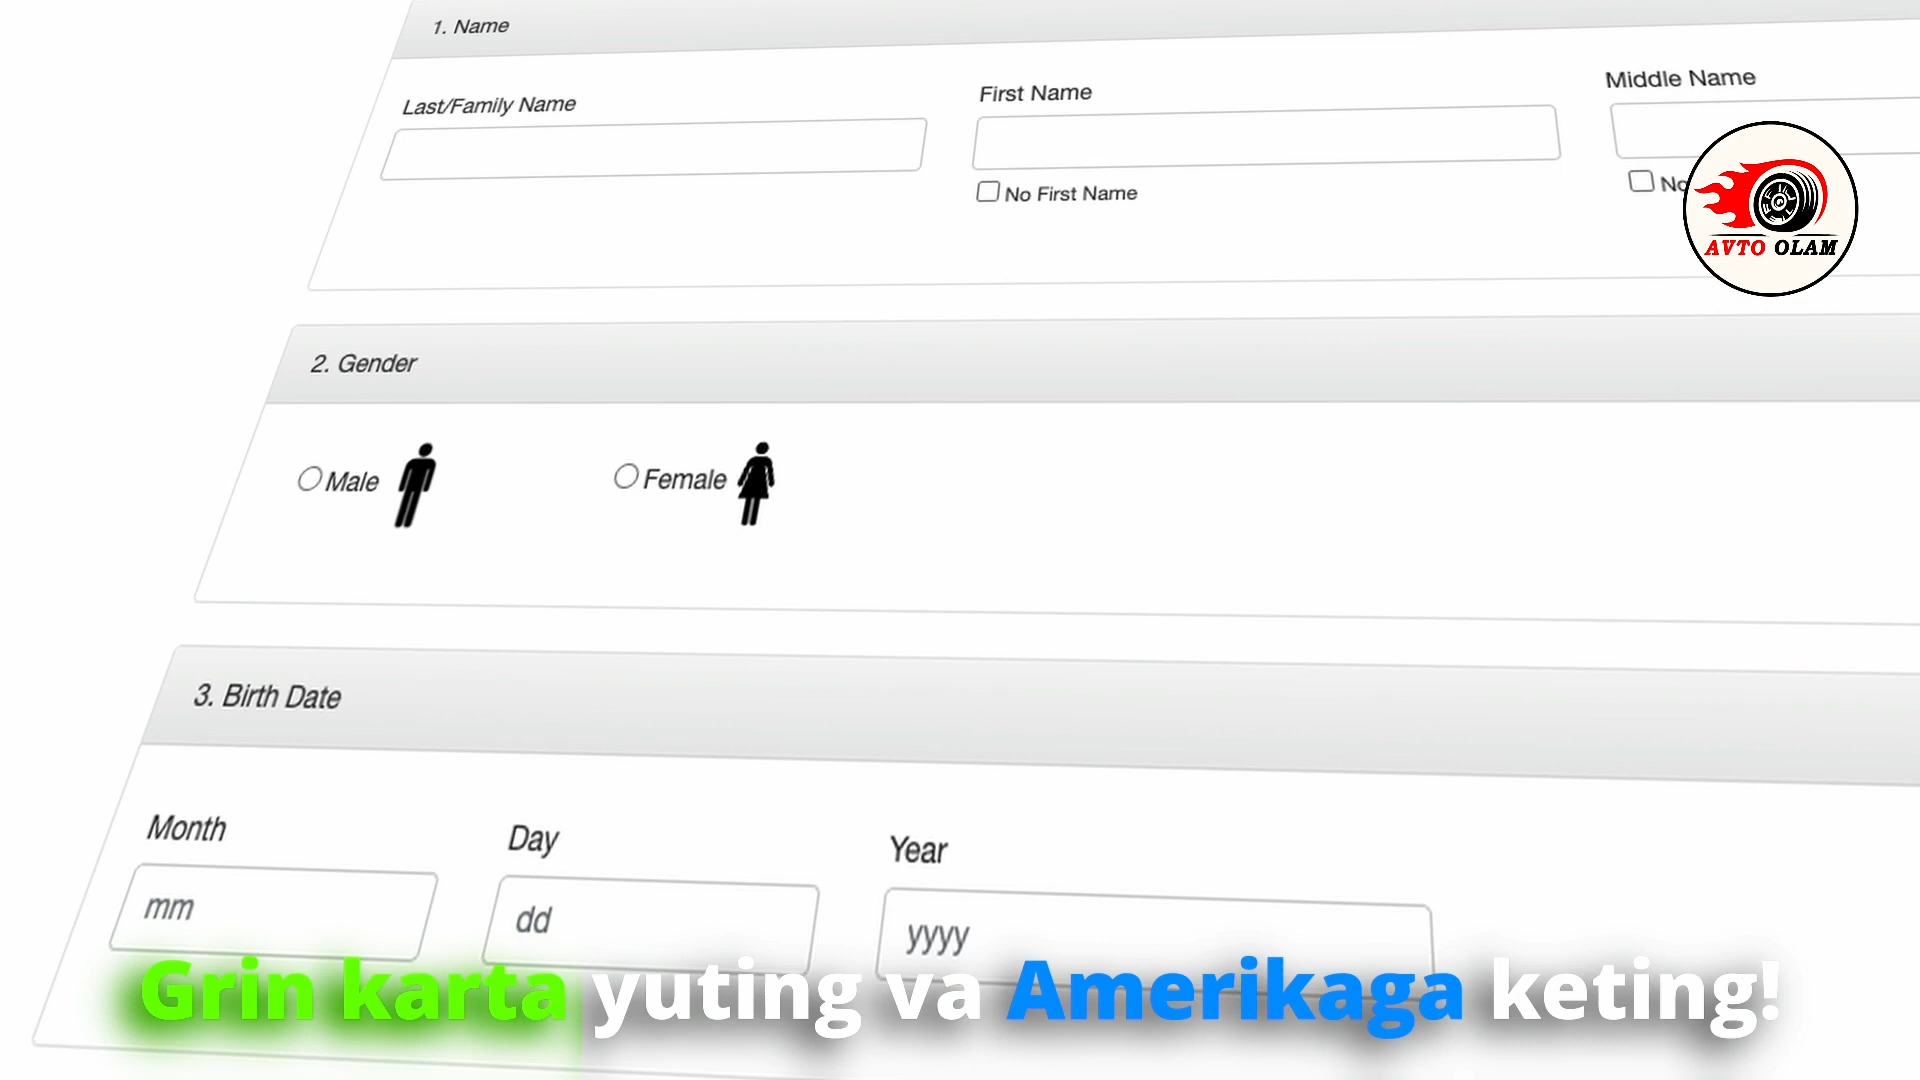 1. Name
Last/Family Name
First Name
Middle Name
No First Name
No
AVTO OLAM
2. Gender
Male
Female
3. Birth Date
Month
Day
Year
mm
dd
yyyy
Grin karta yuting va Amerikaga keting!